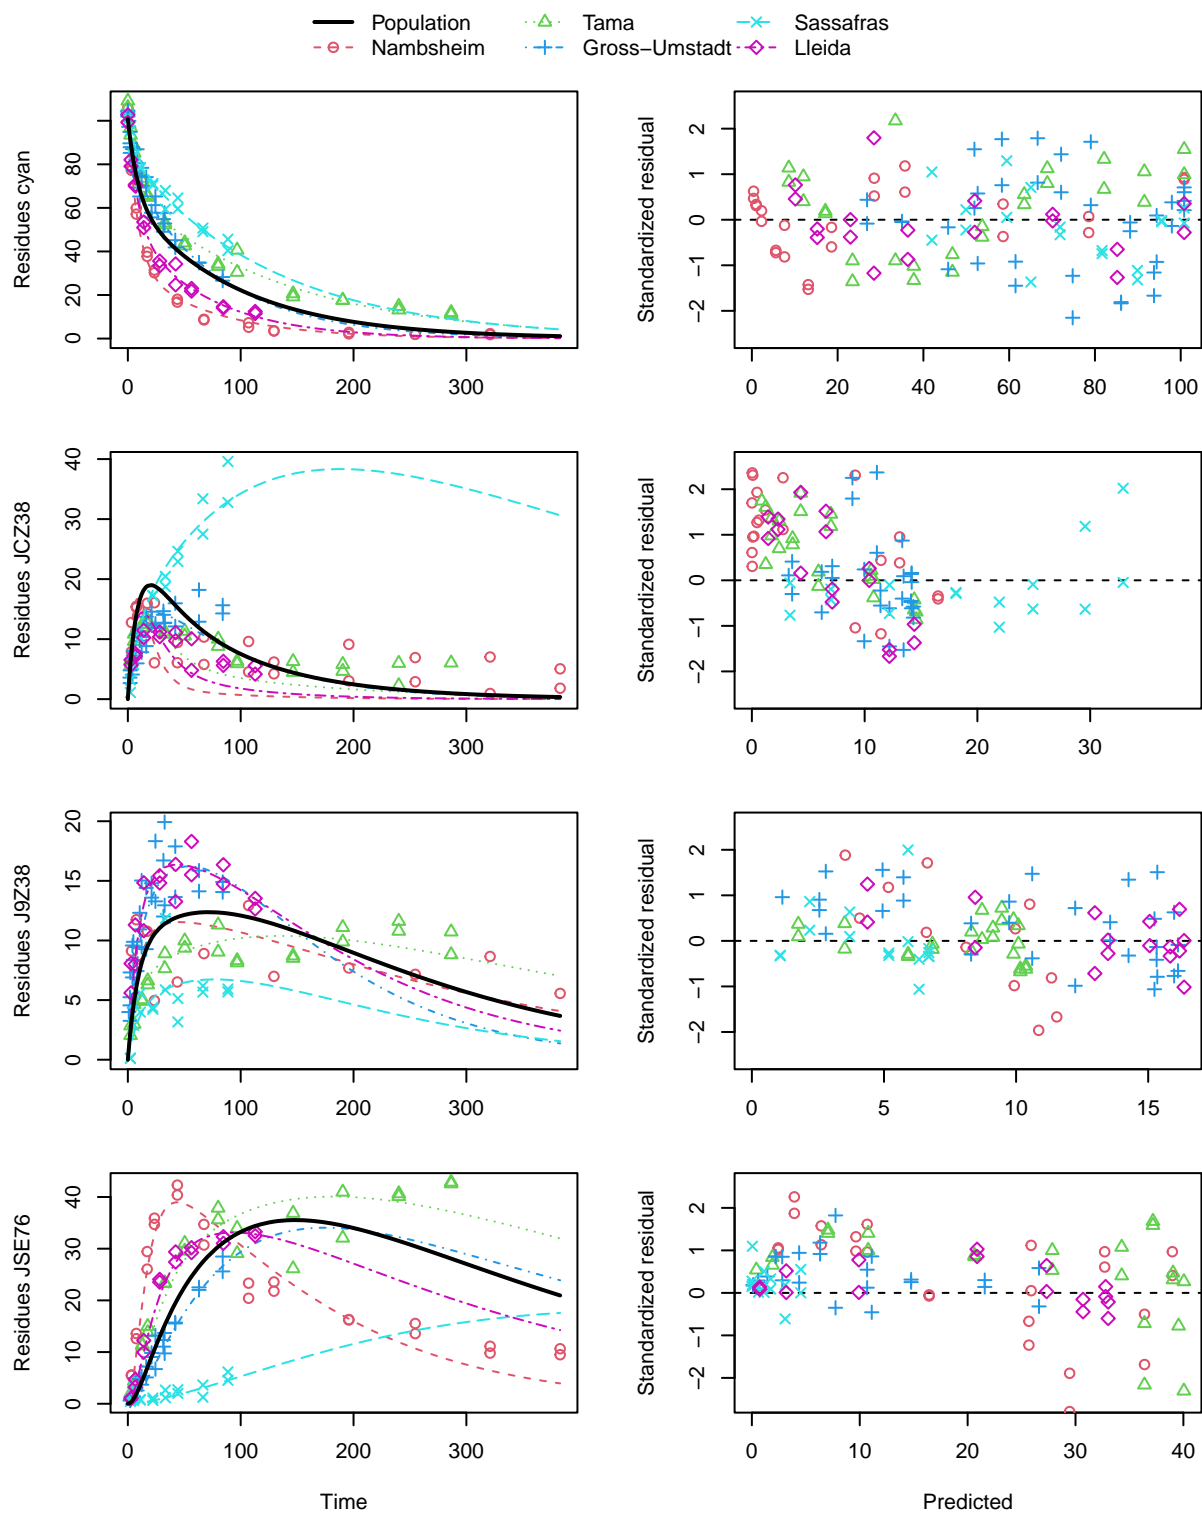 Population Tama Sassafras
Nambsheim Gross−Umstadt Lleida
Residues cyan
0 20 40 60 80
0 100 200 300
Standardized residual
−2 −1 0 1 2
0 20 40 60 80 100
Residues JCZ38
0 10 20 30 40
0 100 200 300
Standardized residual
−2 −1 0 1 2
0 10 20 30
Residues J9Z38
0 5 10 15 20
0 100 200 300
Standardized residual
−2 −1 0 1 2
0 5 10 15
Residues JSE76
0 10 20 30 40
0 100 200 300
Time
Standardized residual
−2 −1 0 1 2
0 10 20 30 40
Predicted